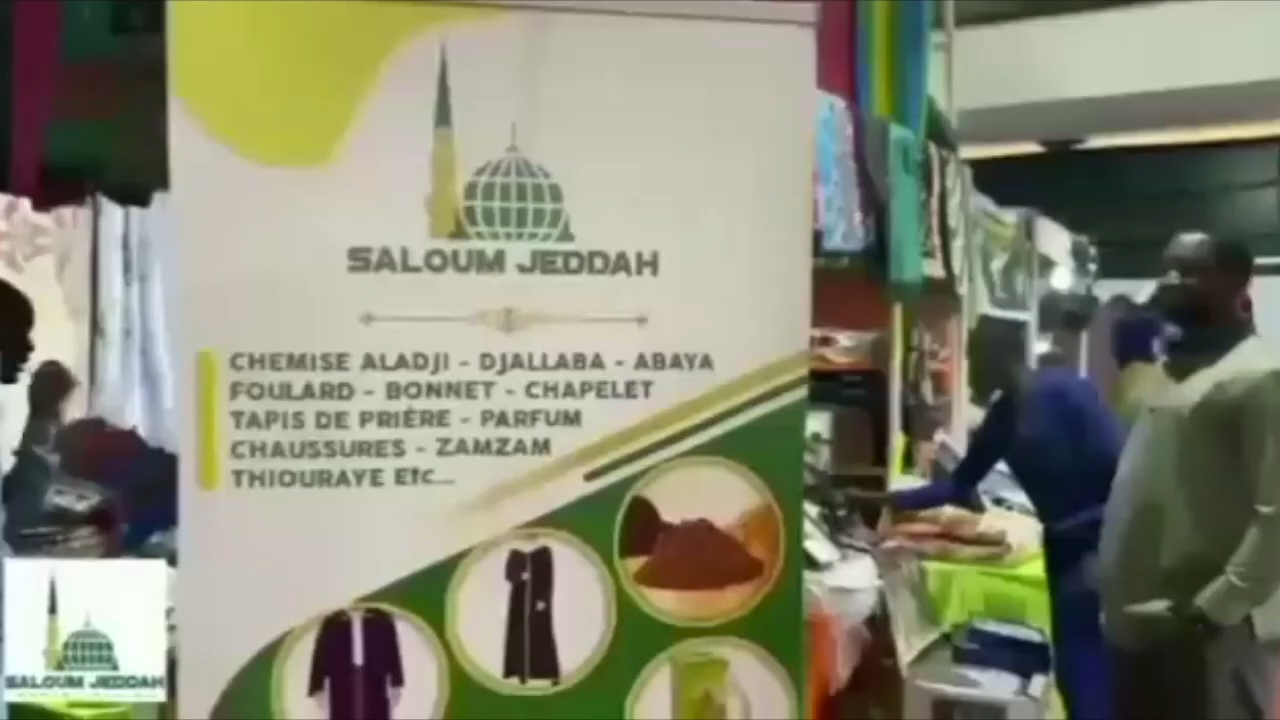 SALOUM JEDDAH
CHEMISE ALADJI - DJALLABA - ABAYA
FOULARD - BONNET - CHAPELET
TAPIS DE PRIÈRE - PARFUM
CHAUSSURES - ZAMZAM
THIOURAYE Etc...
SALOUM JEDDAH